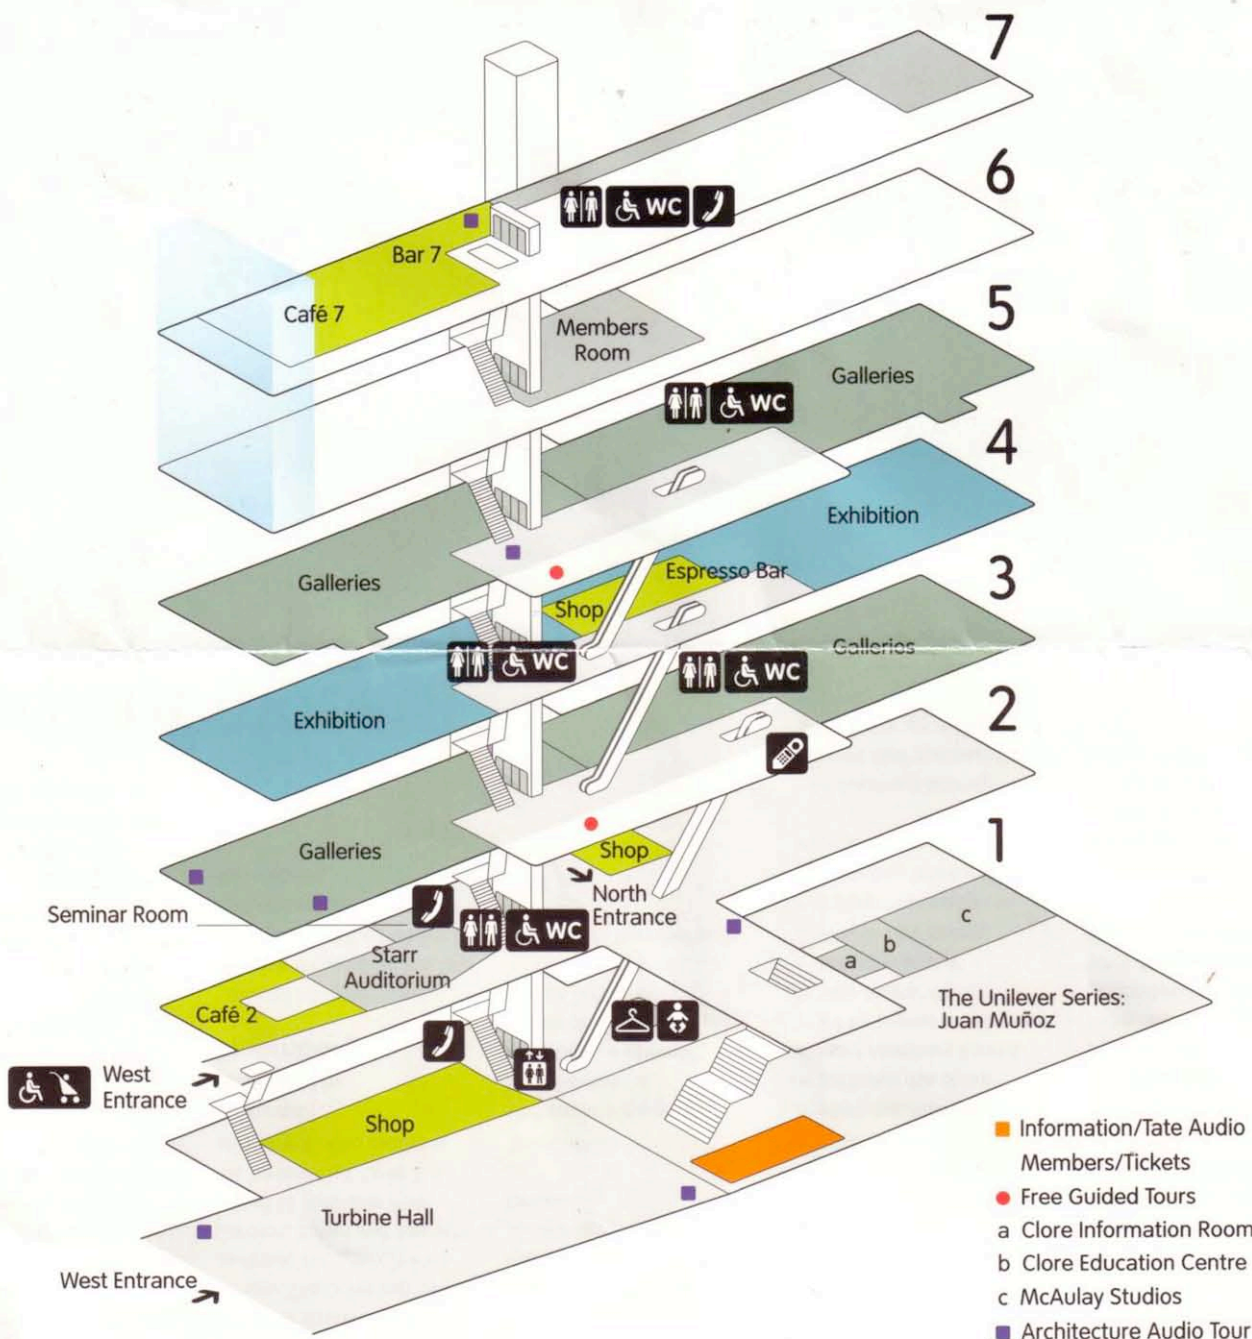 7
6
WC
Bar 7
Café 7
5
Members
Room
Galleries
WC
4
Exhibition
Espresso Bar
Galleries
Shop
3
Galleries
WC
WC
Exhibition
2
1
Galleries
Shop
North
Entrance
Seminar Room
WC
Starr
Auditorium
c
b
a
The Unilever Series:
Juan Muñoz
Café 2
West
Entrance
Shop
Information/Tate Audio
Members/Tickets
Free Guided Tours
a Clore Information Room
b Clore Education Centre
c McAulay Studios
Architecture Audio Tour
Turbine Hall
West Entrance